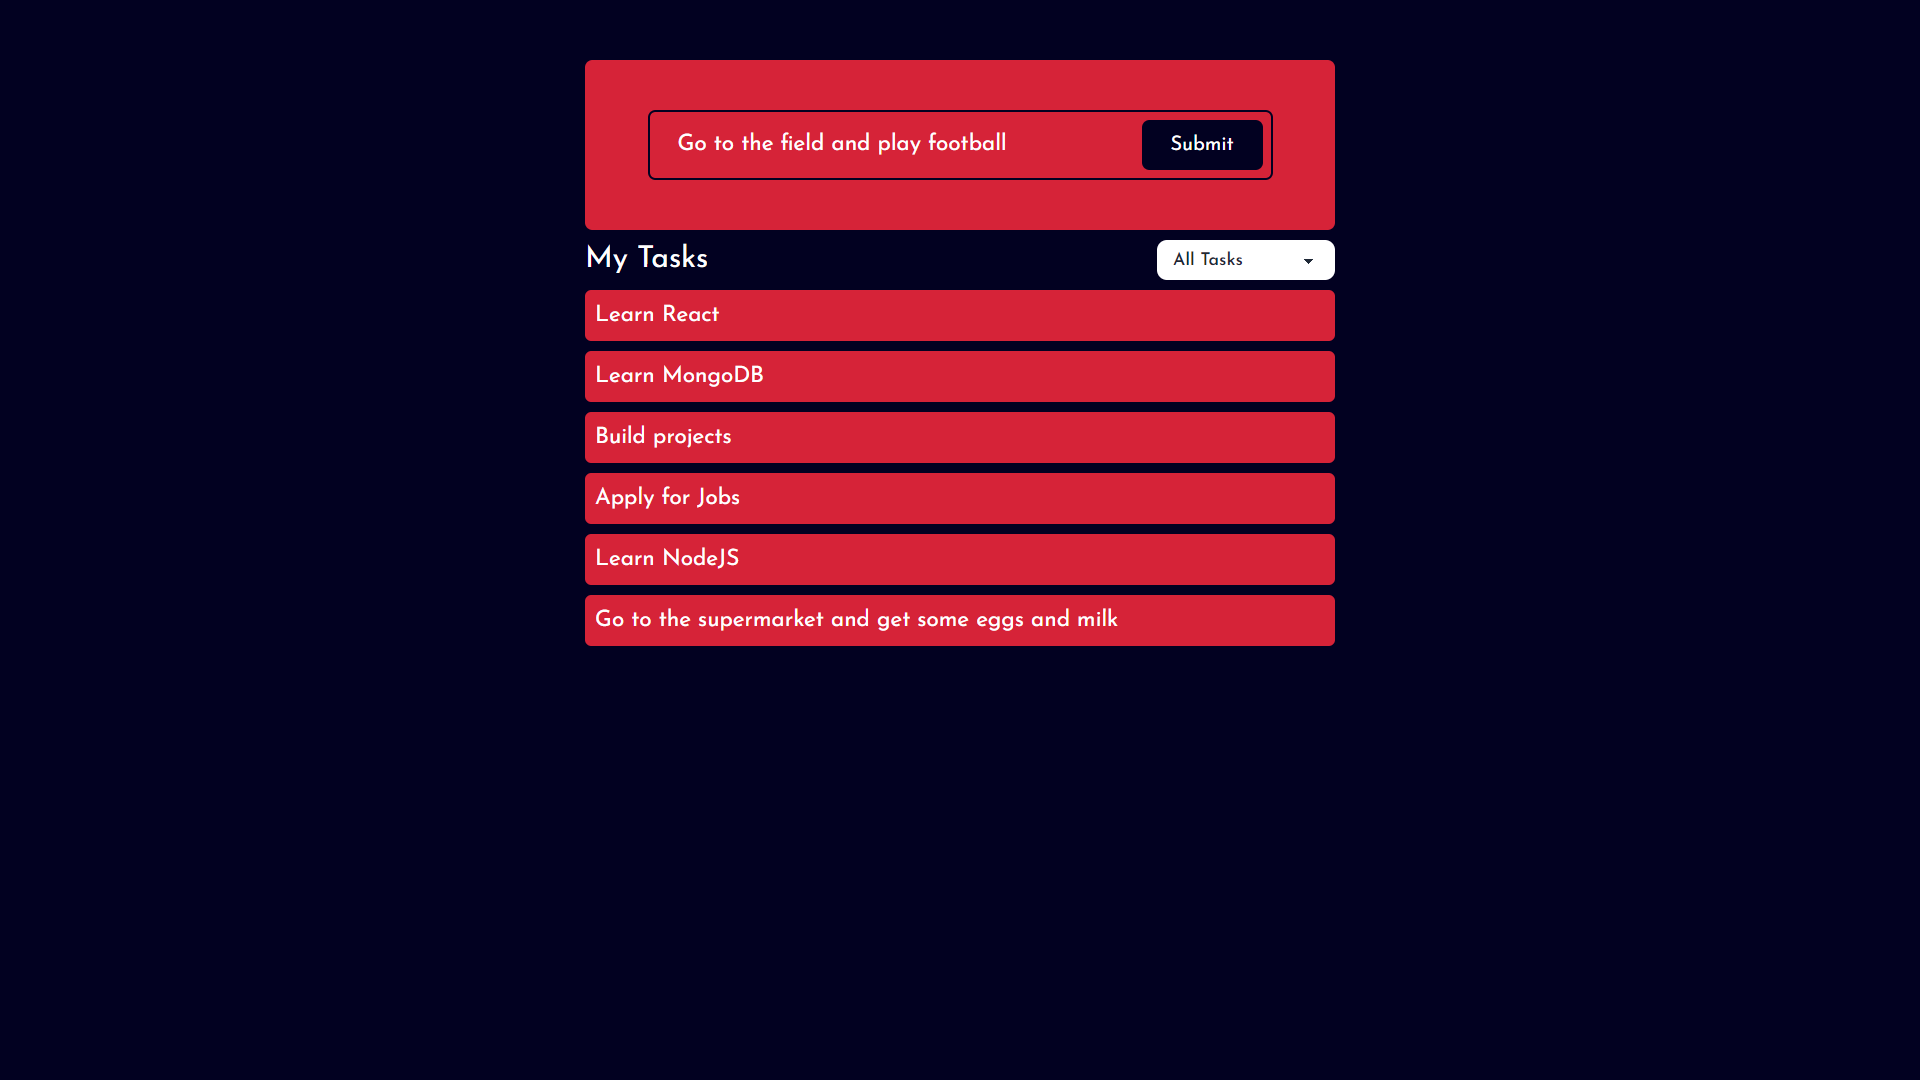 Go to the field and play football
Submit
My Tasks
All Tasks
Learn React
Learn MongoDB
Build projects
Apply for Jobs
Learn NodeJS
Go to the supermarket and get some eggs and milk